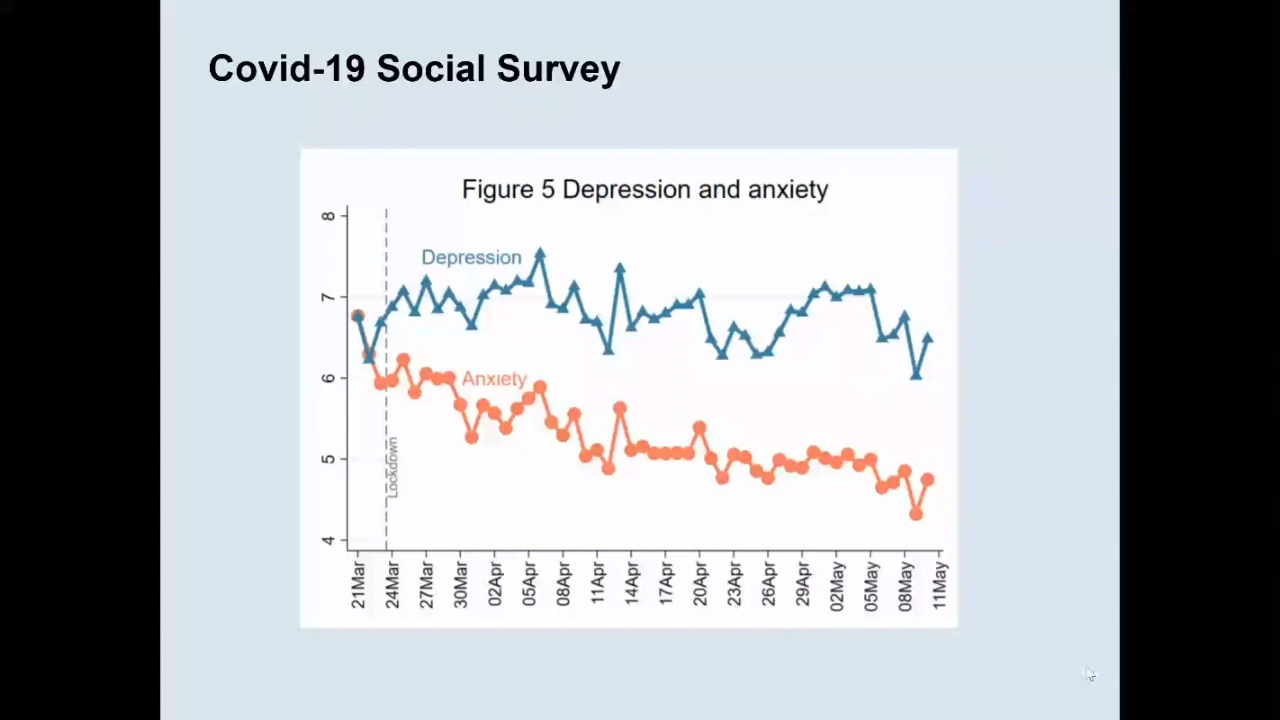 Covid-19 Social Survey
Figure 5 Depression and anxiety
8
7
6
5
4
Depression
Anxiety
Lockdown
21Mar
24Mar
27Mar
30Mar
02Apr
05Apr
08Apr
11Apr
14Apr
17Apr
20Apr
23Apr
26Apr
29Apr
02May
05May
08May
11May